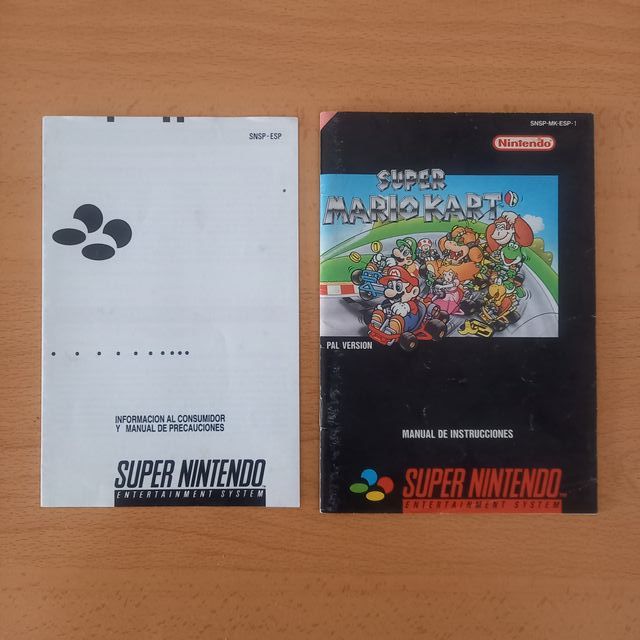 SNSP-ESP
INFORMACION AL CONSUMIDOR
Y MANUAL DE PRECAUCIONES
SUPER NINTENDO
ENTERTAINMENT SYSTEM
SNSP-MK-ESP-1
Nintendo
SUPER
MARIO KART
PAL VERSION
MANUAL DE INSTRUCCIONES
SUPER NINTENDO
ENTERTAINMENT SYSTEM